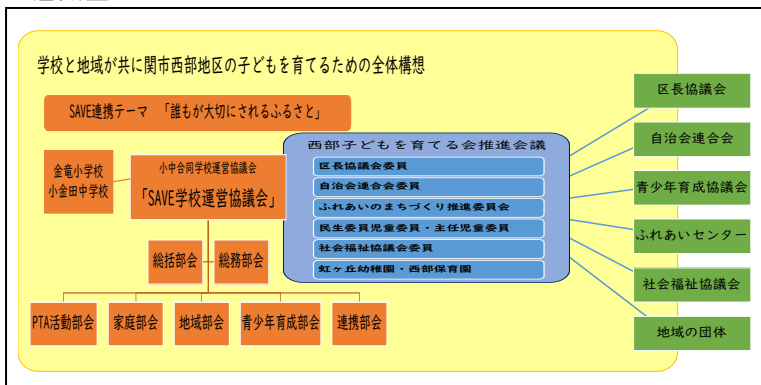 学校と地域が共に関市西部地区の子どもを育てるための全体構想
SAVE連携テーマ 「誰もが大切にされるふるさと」
金竜小学校
小金田中学校
小中合同学校運営協議会
「SAVE学校運営協議会」
総括部会
総務部会
PTA活動部会
家庭部会
地域部会
青少年育成部会
連携部会
西部子どもを育てる会推進会議
区長協議会委員
自治会連合会委員
ふれあいのまちづくり推進委員会
民生委員児童委員・主任児童委員
社会福祉協議会委員
虹ヶ丘幼稚園・西部保育園
区長協議会
自治会連合会
青少年育成協議会
ふれあいセンター
社会福祉協議会
地域の団体